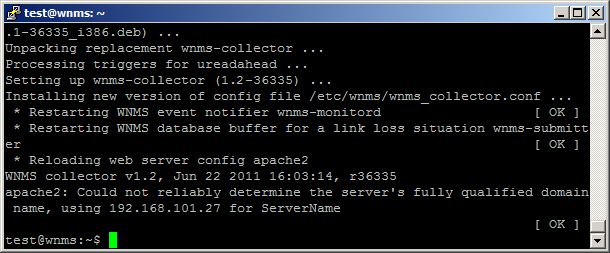 test@wnms: ~
.1-36335_i386.deb) ...
Unpacking replacement wnms-collector ...
Processing triggers for ureadahead ...
Setting up wnms-collector (1.2-36335) ...
Installing new version of config file /etc/wnms/wnms_collector.conf ...
 * Restarting WNMS event notifier wnms-monitord [ OK ]
 * Restarting WNMS database buffer for a link loss situation wnms-submitt
er [ OK ]
 * Reloading web server config apache2
WNMS collector v1.2, Jun 22 2011 16:03:14, r36335
apache2: Could not reliably determine the server's fully qualified domain
 name, using 192.168.101.27 for ServerName
[ OK ]
test@wnms:~$